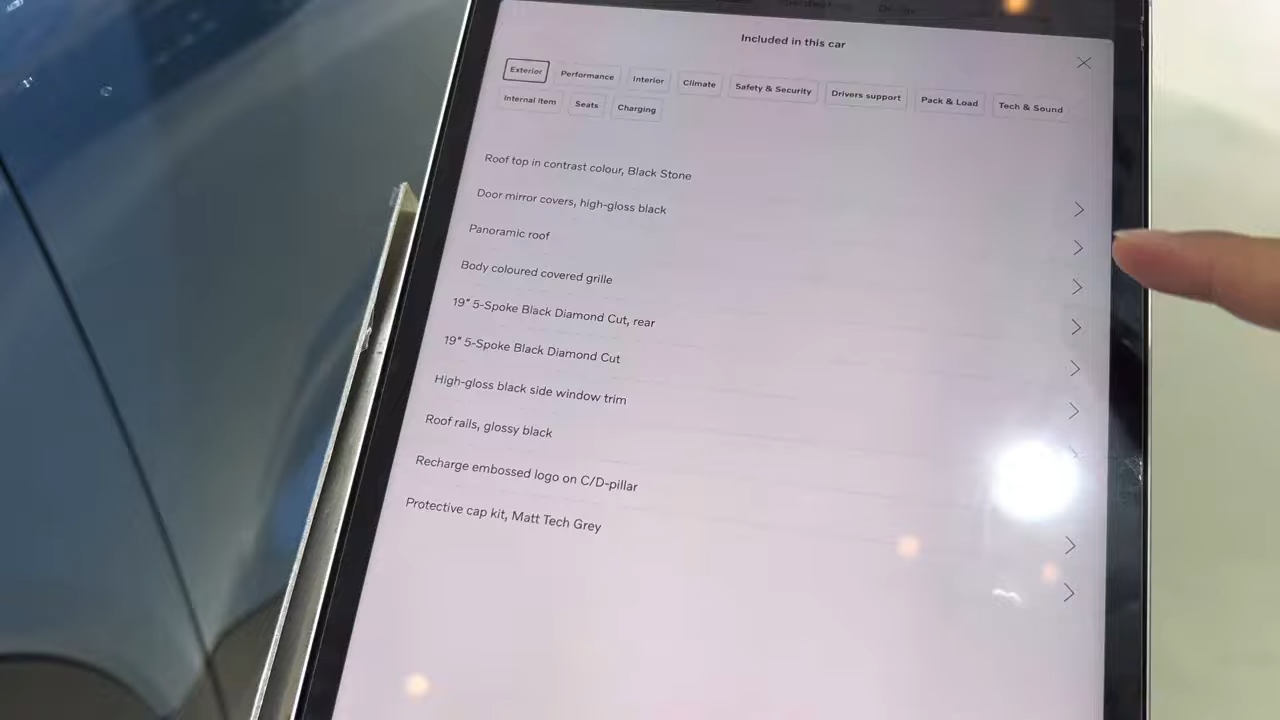 Included in this car
Exterior Performance Interior Climate Safety & Security Drivers support Pack & Load Tech & Sound
Internal item Seats Charging
Roof top in contrast colour, Black Stone
Door mirror covers, high-gloss black
Panoramic roof
Body coloured covered grille
19" 5-Spoke Black Diamond Cut, rear
19" 5-Spoke Black Diamond Cut
High-gloss black side window trim
Roof rails, glossy black
Recharge embossed logo on C/D-pillar
Protective cap kit, Matt Tech Grey